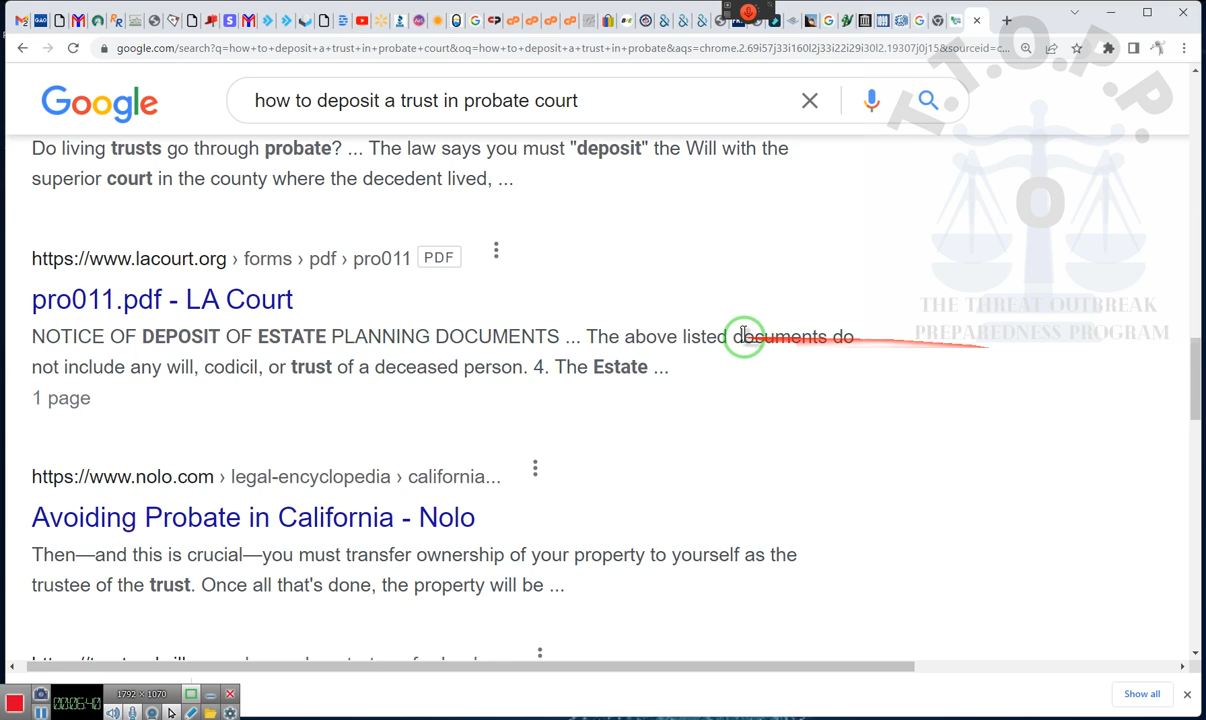 google.com/search?q=how+to+deposit+a+trust+in+probate+court&oq=how+to+deposit+a+trust+in+probate&aqs=chrome.2.69i57j33i160l2j33i22i29i30l2.19307j0j15&sourceid=c...
T.T.O.P.P.
Google
how to deposit a trust in probate court
Do living trusts go through probate? ... The law says you must "deposit" the Will with the
superior court in the county where the decedent lived, ...
https://www.lacourt.org › forms › pdf › pro011 PDF
pro011.pdf - LA Court
THE THREAT OUTBREAK
PREPAREDNESS PROGRAM
NOTICE OF DEPOSIT OF ESTATE PLANNING DOCUMENTS ... The above listed documents do
not include any will, codicil, or trust of a deceased person. 4. The Estate ...
1 page
https://www.nolo.com › legal-encyclopedia › california...
Avoiding Probate in California - Nolo
Then—and this is crucial—you must transfer ownership of your property to yourself as the
trustee of the trust. Once all that's done, the property will be ...
1792 × 1070
00:06:40
Show all